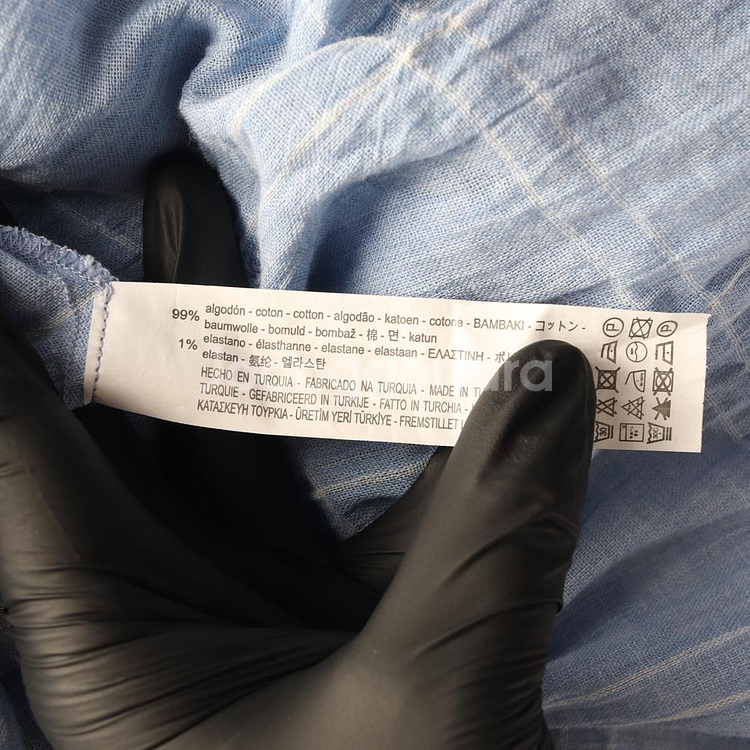 99% algodón - coton - cotton - algodão - katoen - cotone - BAMBAKI - コットン -
baumwolle - bomuld - bombaž - 棉 - 면 - katun
1% elastano - élasthanne - elastane - elastaan - ΕΛΑΣΤΙΝΗ -
elastan - 氨纶 - 엘라스탄
HECHO EN TURQUIA - FABRICADO NA TURQUIA - MADE IN
TURQUIE - GEFABRICEERD IN TURKIJE - FATTO IN TURCHIA -
ΚΑΤΑΣΚΕΥΗ ΤΟΥΡΚΙΑ - ÜRETİM YERİ TÜRKİYE - FREMSTILLET